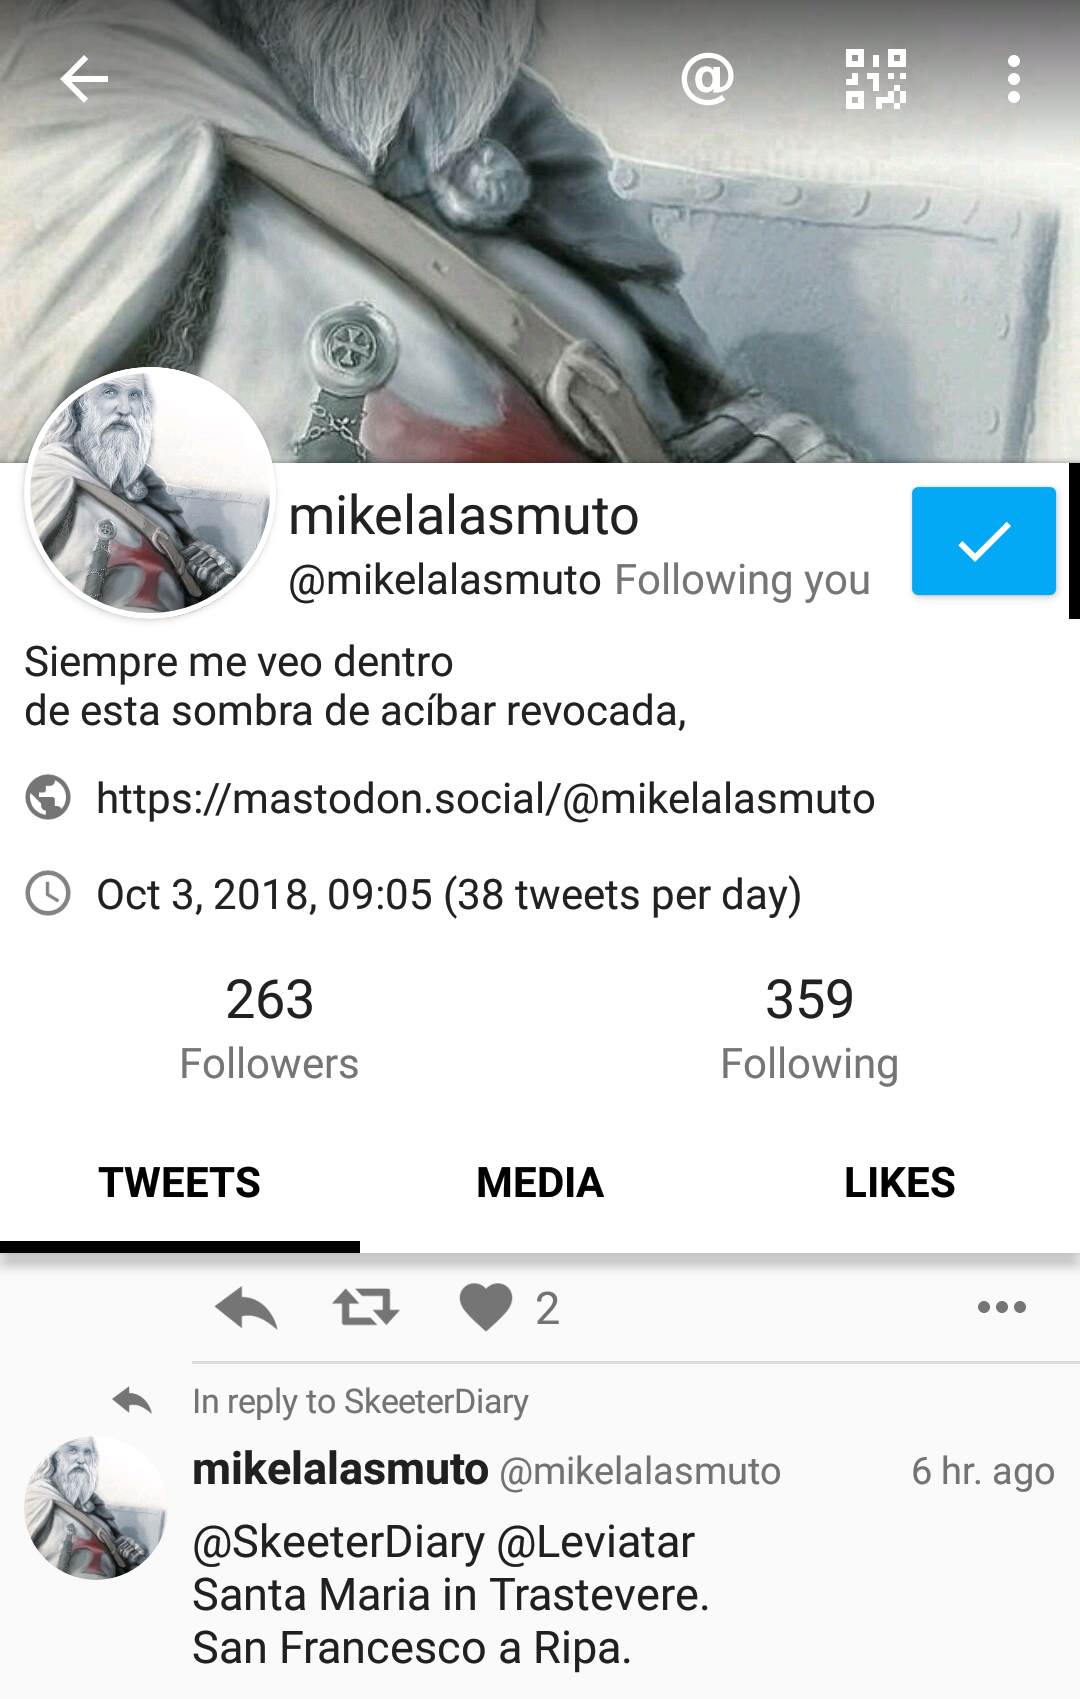 mikelalasmuto
@mikelalasmuto Following you
Siempre me veo dentro
de esta sombra de acíbar revocada,
https://mastodon.social/@mikelalasmuto
Oct 3, 2018, 09:05 (38 tweets per day)
263 359
Followers Following
TWEETS MEDIA LIKES
2
In reply to SkeeterDiary
mikelalasmuto @mikelalasmuto 6 hr. ago
@SkeeterDiary @Leviatar
Santa Maria in Trastevere.
San Francesco a Ripa.